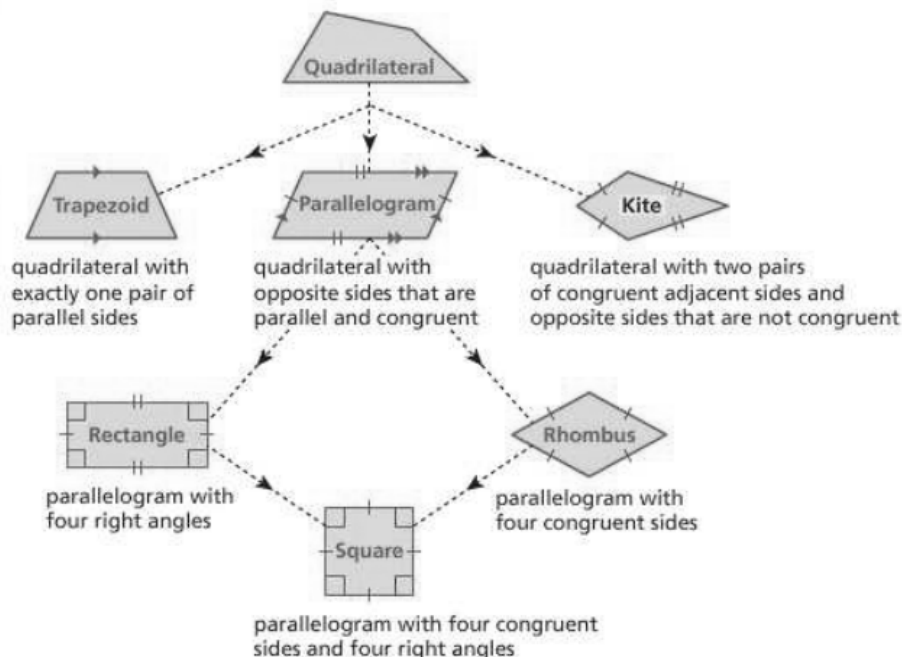 Quadrilateral
Trapezoid
quadrilateral with
exactly one pair of
parallel sides
Parallelogram
quadrilateral with
opposite sides that are
parallel and congruent
Kite
quadrilateral with two pairs
of congruent adjacent sides and
opposite sides that are not congruent
Rectangle
parallelogram with
four right angles
Rhombus
parallelogram with
four congruent sides
Square
parallelogram with four congruent
sides and four right angles